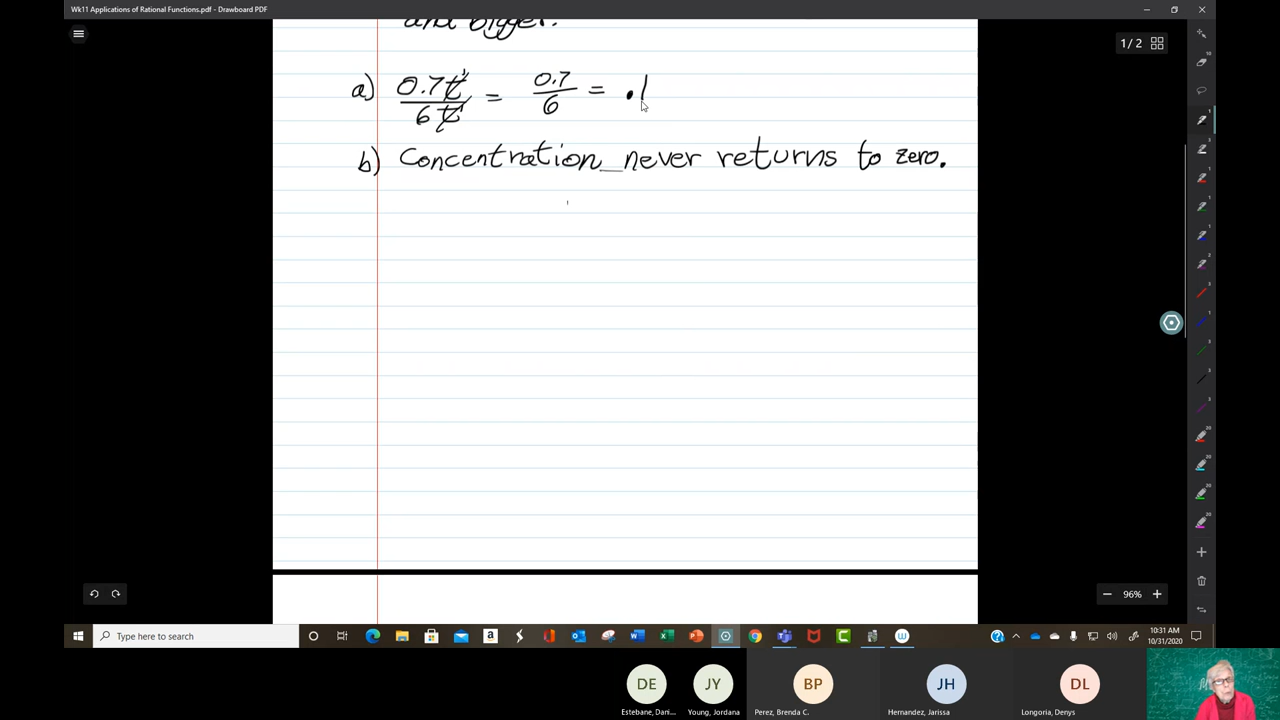 Wk11 Applications of Rational Functions.pdf - Drawboard PDF
and bigger.
1 / 2
a) 0.7t / 6t = 0.7 / 6 = .1
b) Concentration never returns to zero.
96%
Type here to search
10:31 AM
10/31/2020
DE JY BP JH DL
Estebane, Dani... Young, Jordana Perez, Brenda C. Hernandez, Jarissa Longoria, Denys